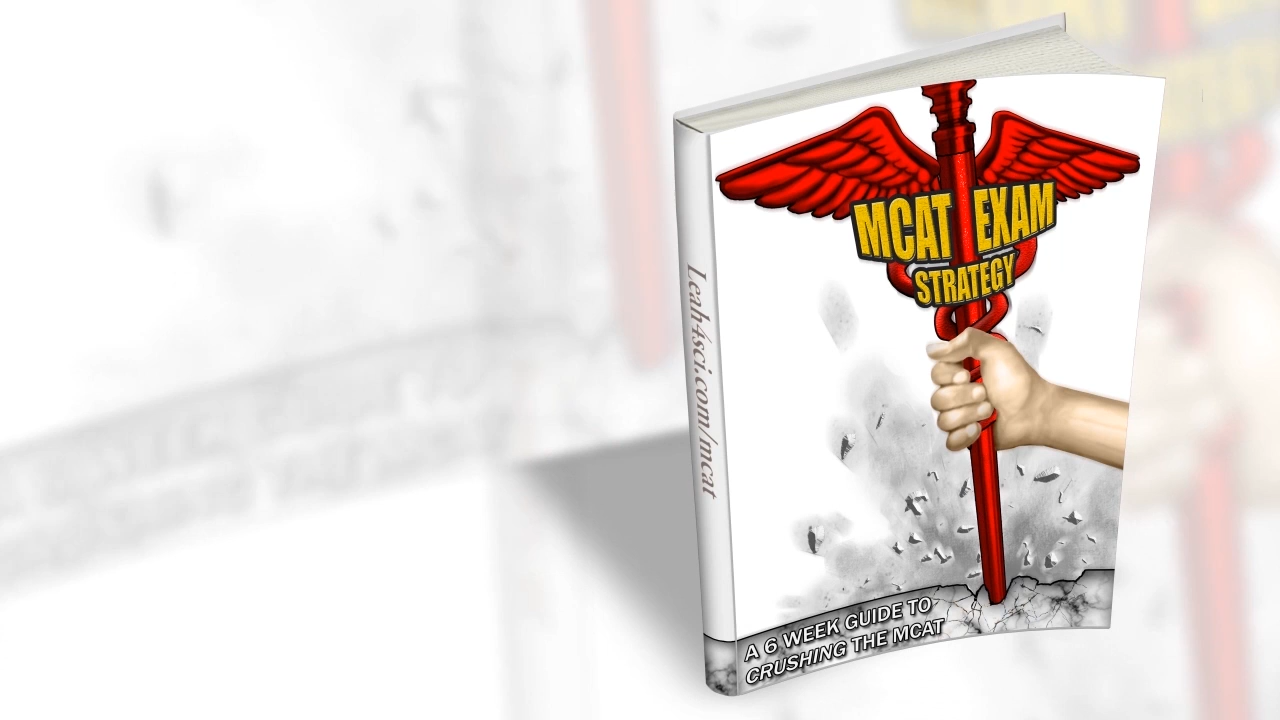 MCAT EXAM
STRATEGY
Leah4sci.com/mcat
A 6 WEEK GUIDE TO
CRUSHING THE MCAT